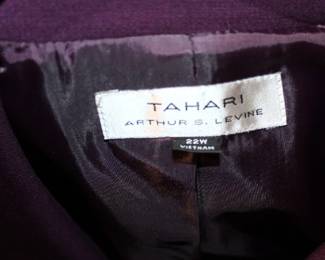 TAHARI
ARTHUR S. LEVINE
22W
VIETNAM